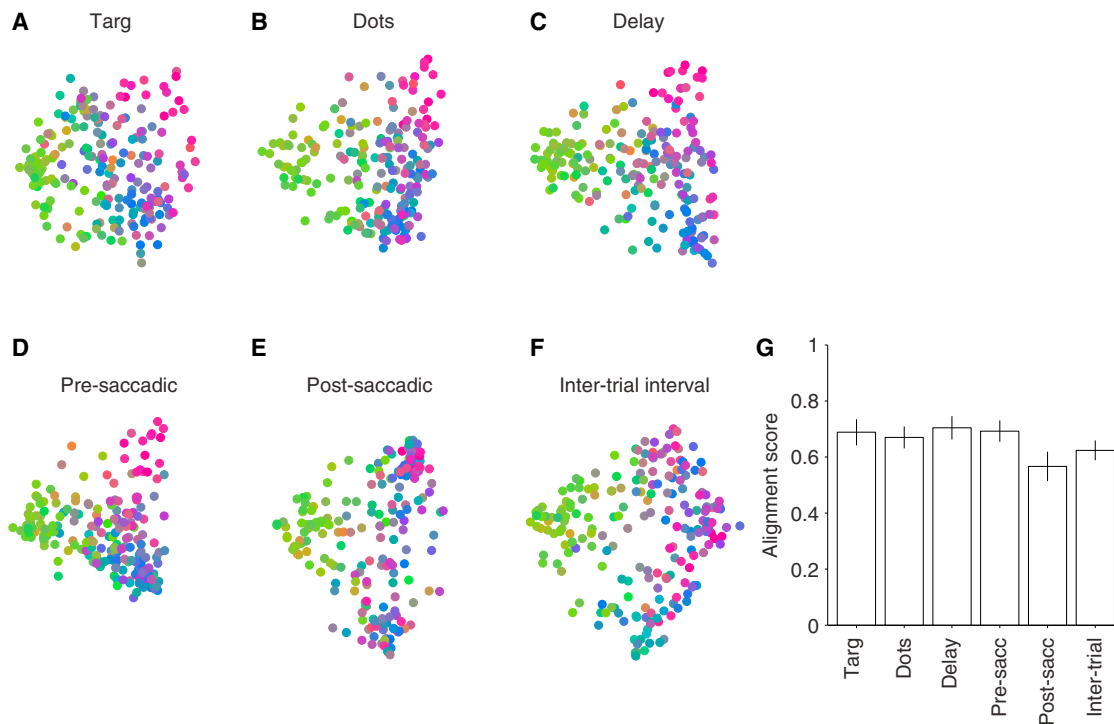 A Targ
B Dots
C Delay
D
Pre-saccadic
E
Post-saccadic
F
Inter-trial interval
G
Alignment score
1
0.8
0.6
0.4
0.2
0
Targ
Dots
Delay
Pre-sacc
Post-sacc
Inter-trial